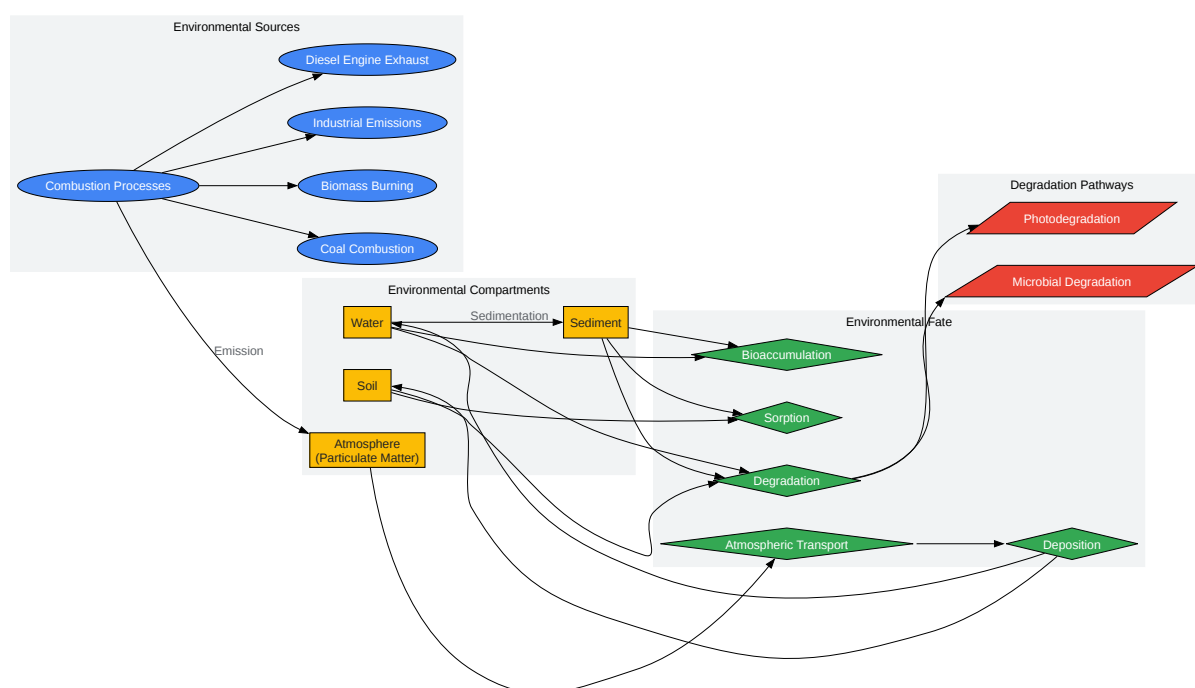 Environmental Sources
Diesel Engine Exhaust
Industrial Emissions
Combustion Processes
Biomass Burning
Coal Combustion
Degradation Pathways
Photodegradation
Microbial Degradation
Environmental Compartments
Water
Sedimentation
Sediment
Soil
Emission
Atmosphere
(Particulate Matter)
Environmental Fate
Bioaccumulation
Sorption
Degradation
Atmospheric Transport
Deposition